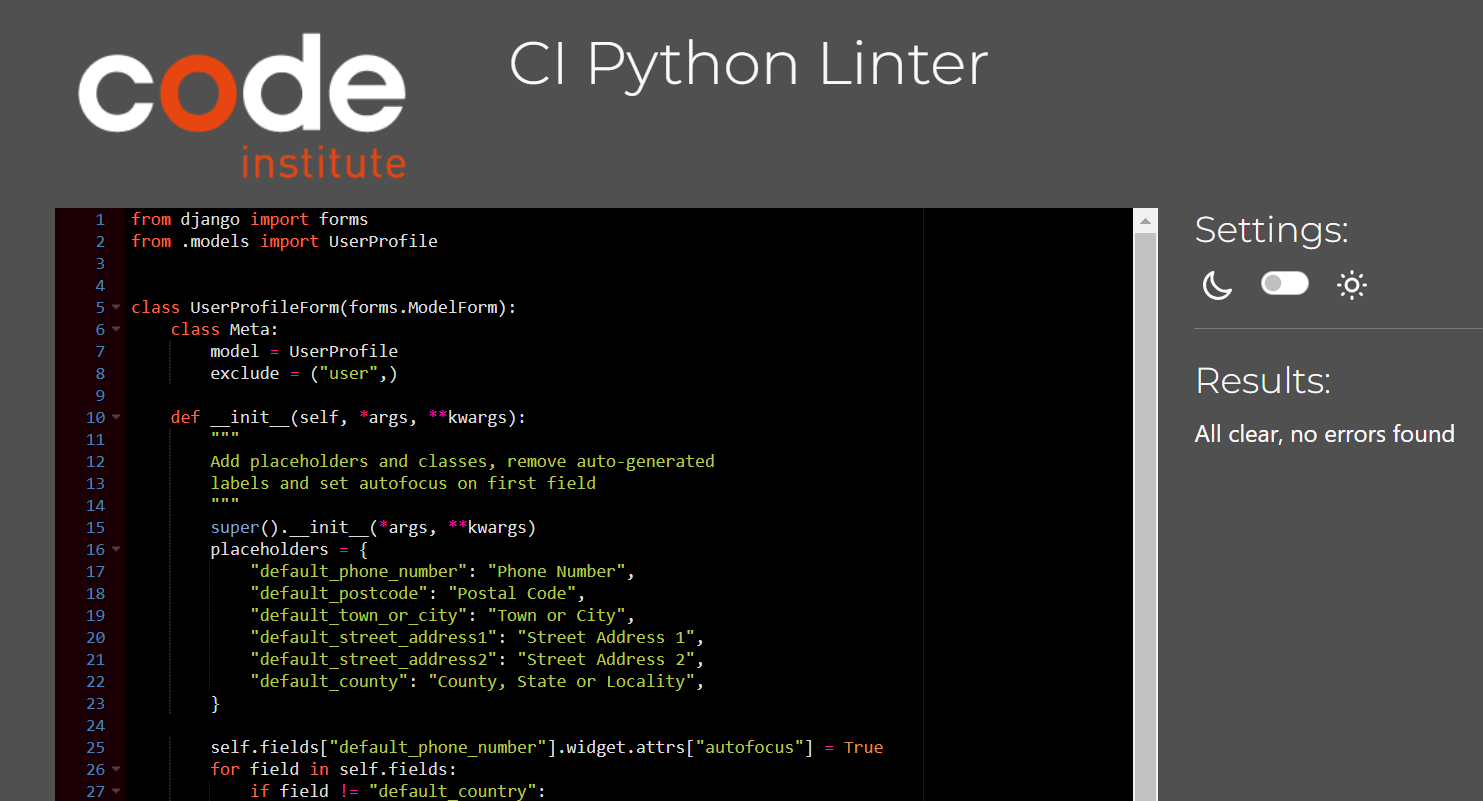 code
institute
CI Python Linter
1 from django import forms
2 from .models import UserProfile
3
4
5 class UserProfileForm(forms.ModelForm):
6     class Meta:
7         model = UserProfile
8         exclude = ("user",)
9
10     def __init__(self, *args, **kwargs):
11         """
12         Add placeholders and classes, remove auto-generated
13         labels and set autofocus on first field
14         """
15         super().__init__(*args, **kwargs)
16         placeholders = {
17             "default_phone_number": "Phone Number",
18             "default_postcode": "Postal Code",
19             "default_town_or_city": "Town or City",
20             "default_street_address1": "Street Address 1",
21             "default_street_address2": "Street Address 2",
22             "default_county": "County, State or Locality",
23         }
24
25         self.fields["default_phone_number"].widget.attrs["autofocus"] = True
26         for field in self.fields:
27             if field != "default_country":
Settings:
Results:
All clear, no errors found